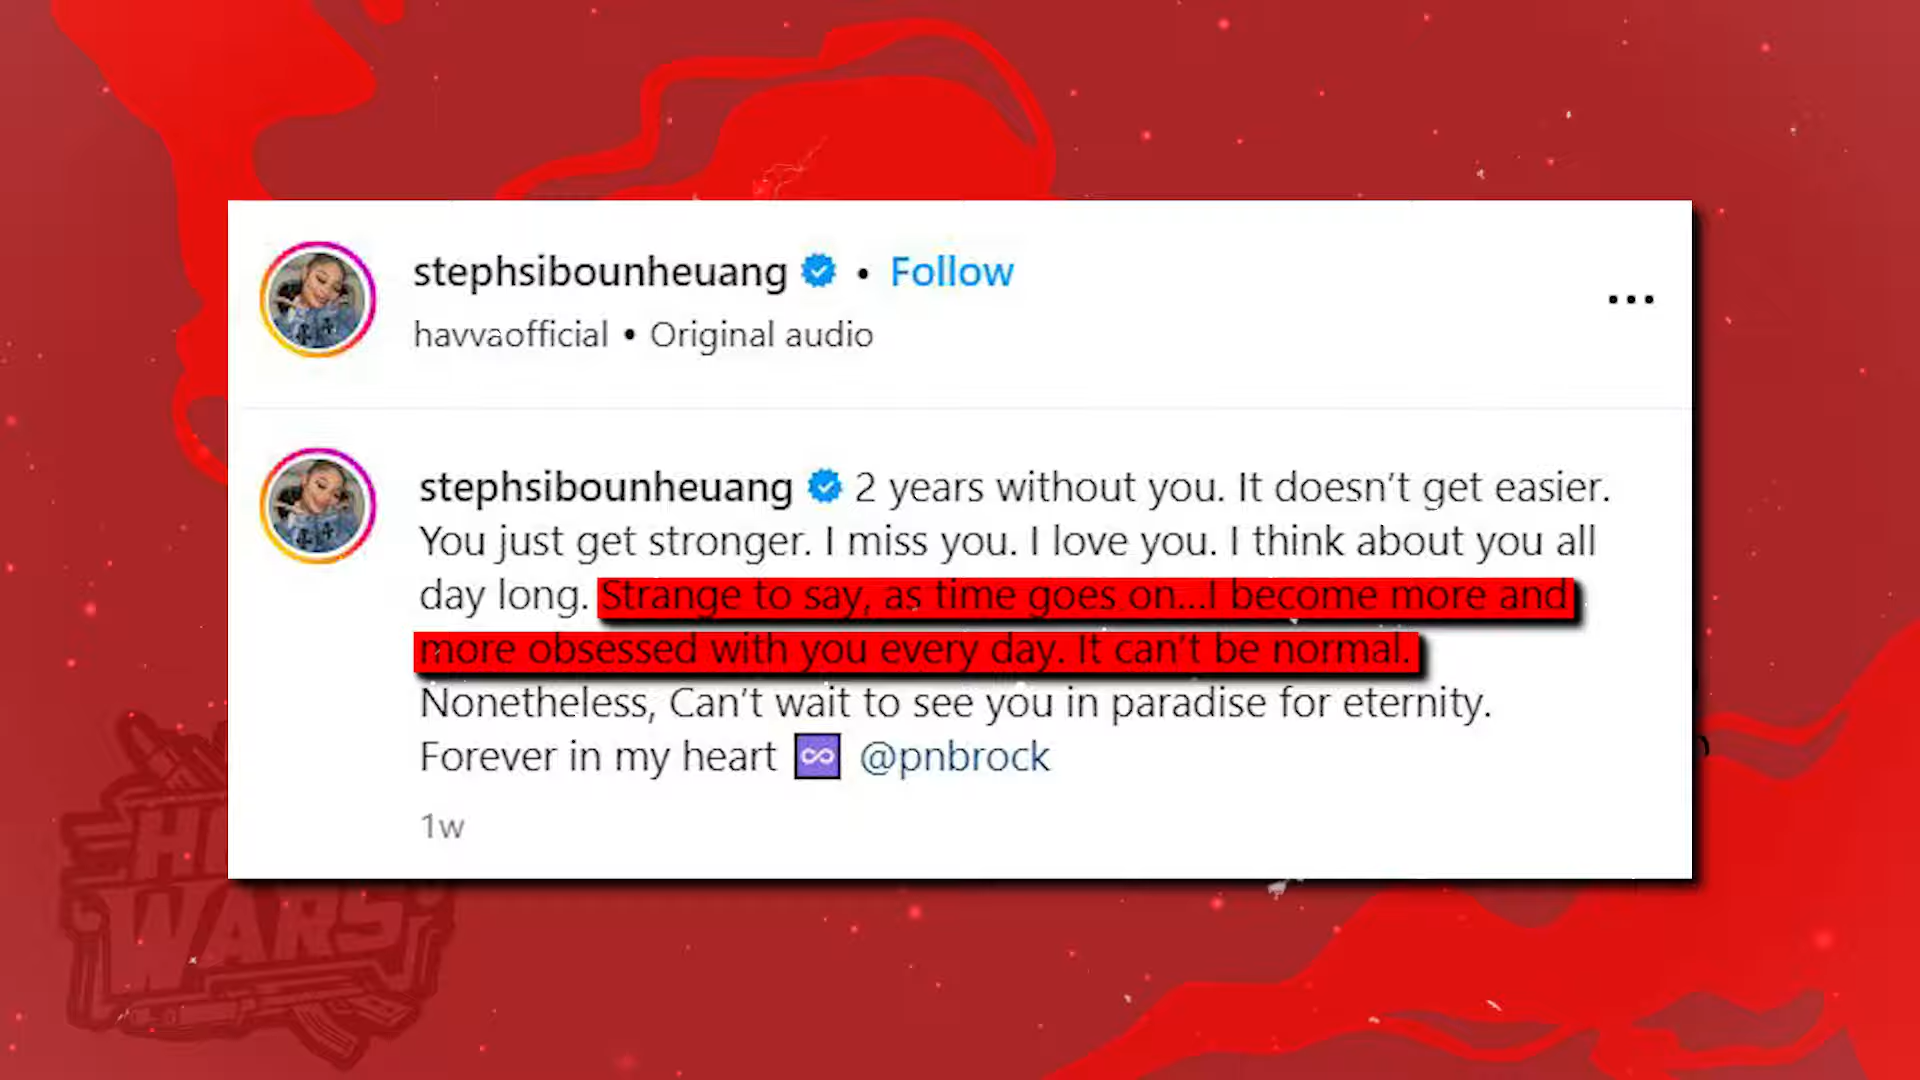 stephsibounheuang • Follow
havvaofficial • Original audio
stephsibounheuang 2 years without you. It doesn't get easier.
You just get stronger. I miss you. I love you. I think about you all
day long. Strange to say, as time goes on...I become more and
more obsessed with you every day. It can't be normal.
Nonetheless, Can't wait to see you in paradise for eternity.
Forever in my heart ♾️ @pnbrock
1w
WARS